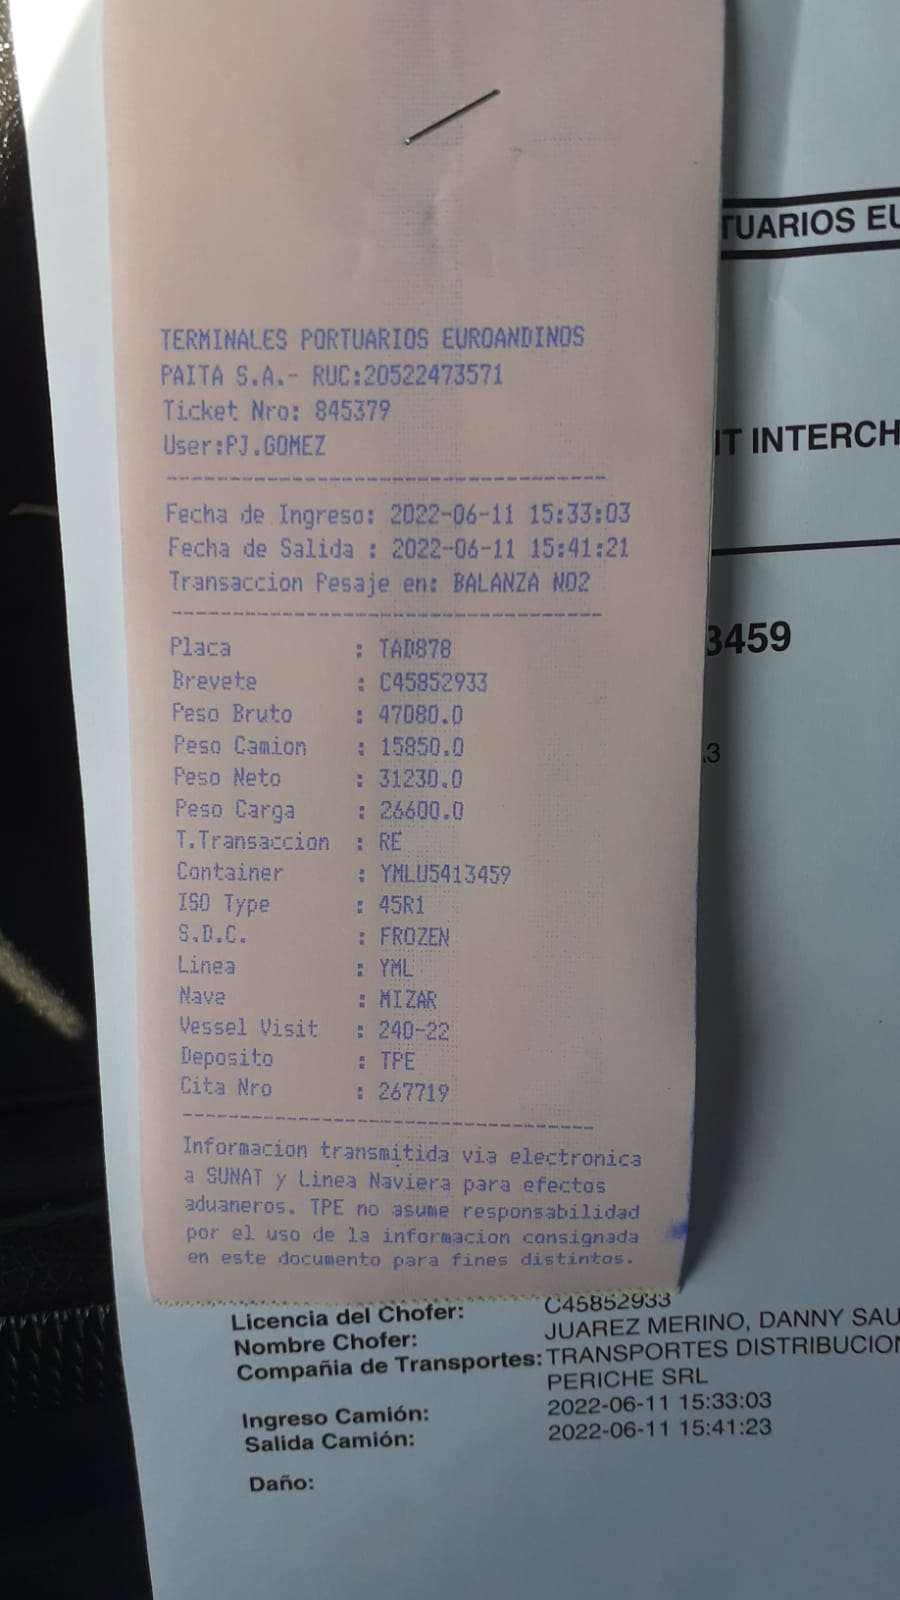 TERMINALES PORTUARIOS EUROANDINOS
PAITA S.A.- RUC:20522473571
Ticket Nro: 845379
User:PJ.GOMEZ
Fecha de Ingreso: 2022-06-11 15:33:03
Fecha de Salida : 2022-06-11 15:41:21
Transaccion Pesaje en: BALANZA NO2
Placa : TAD878
Brevete : C45852933
Peso Bruto : 47080.0
Peso Camion : 15850.0
Peso Neto : 31230.0
Peso Carga : 26600.0
T.Transaccion : RE
Container : YMLU5413459
ISO Type : 45R1
S.D.C. : FROZEN
Linea : YML
Nave : MIZAR
Vessel Visit : 240-22
Deposito : TPE
Cita Nro : 267719
Informacion transmitida via electronica
a SUNAT y Linea Naviera para efectos
aduaneros. TPE no asume responsabilidad
por el uso de la informacion consignada
en este documento para fines distintos.
TUARIOS EU
IT INTERCH
3459
A3
Licencia del Chofer: C45852933
Nombre Chofer: JUAREZ MERINO, DANNY SAU
Compañia de Transportes: TRANSPORTES DISTRIBUCION
PERICHE SRL
Ingreso Camión: 2022-06-11 15:33:03
Salida Camión: 2022-06-11 15:41:23
Daño: